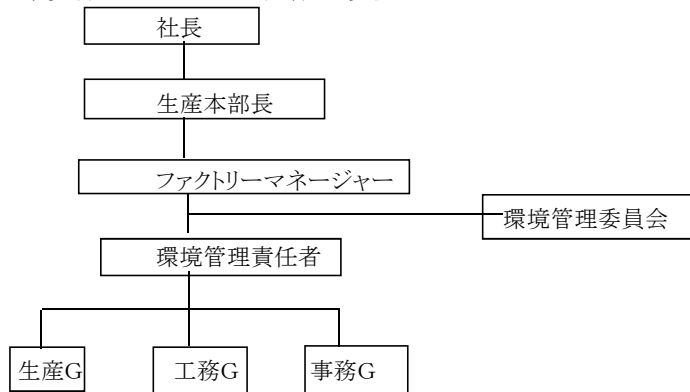 社長
生産本部長
ファクトリーマネージャー
環境管理委員会
環境管理責任者
生産G
工務G
事務G